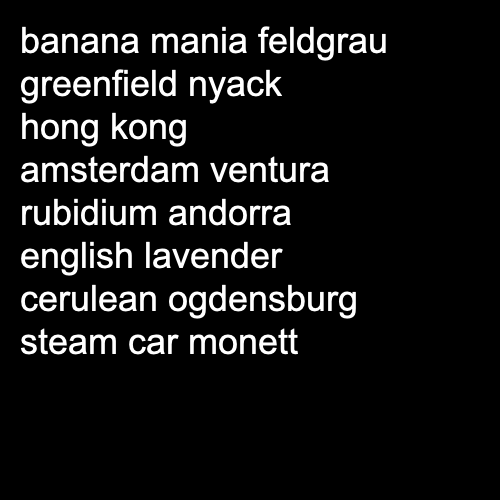 banana mania feldgrau
greenfield nyack
hong kong
amsterdam ventura
rubidium andorra
english lavender
cerulean ogdensburg
steam car monett